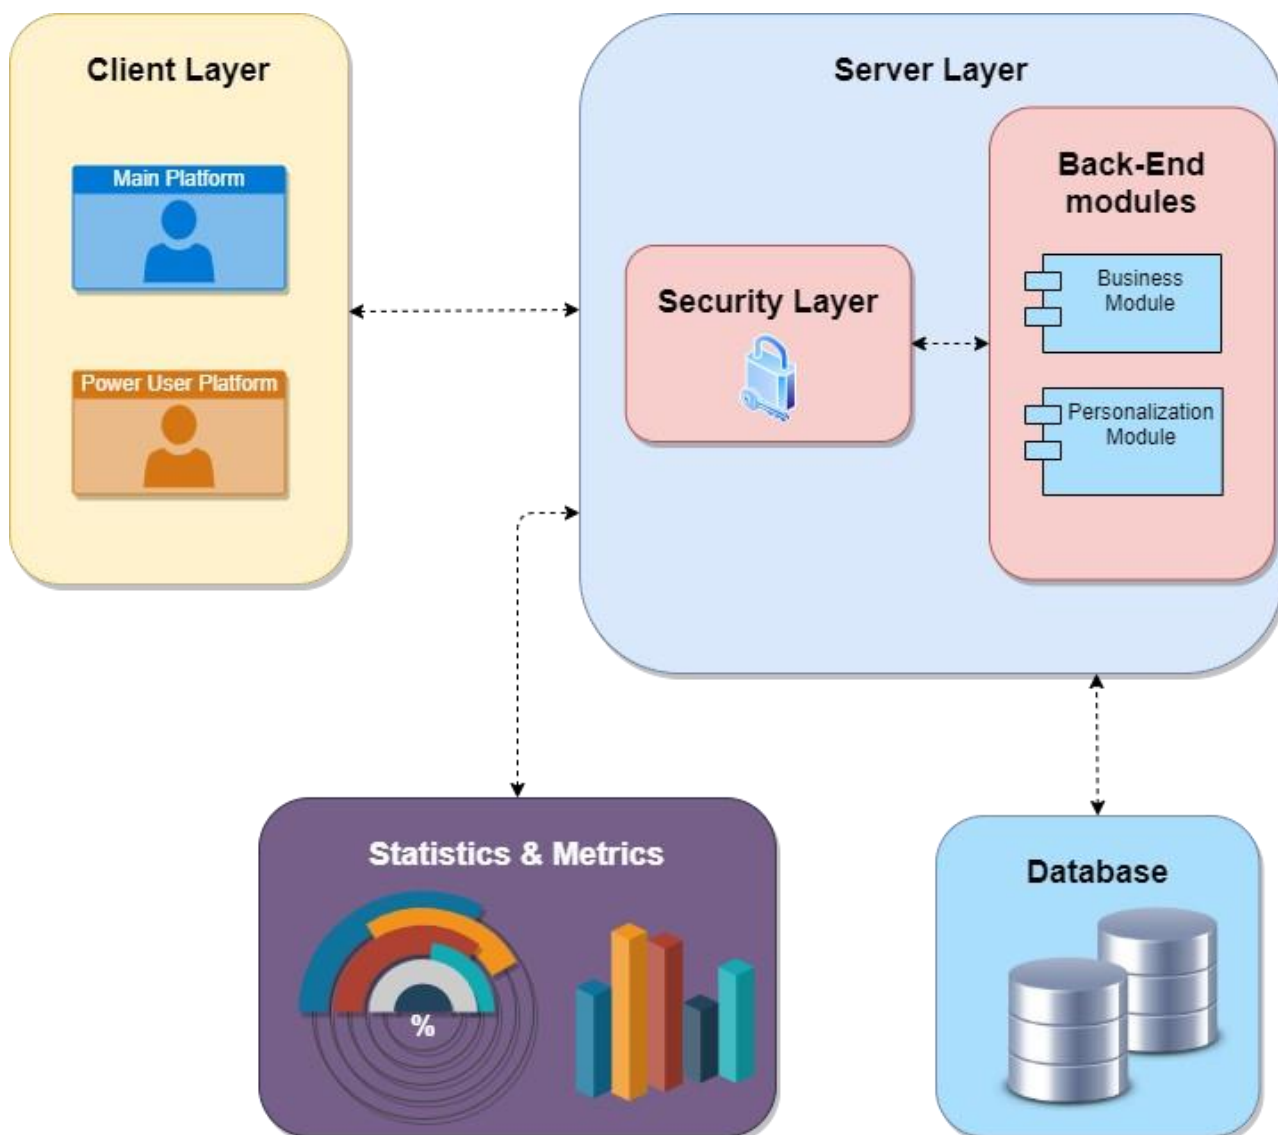 Client Layer
Main Platform
Power User Platform
Server Layer
Security Layer
Back-End
modules
Business
Module
Personalization
Module
Statistics & Metrics
%
Database